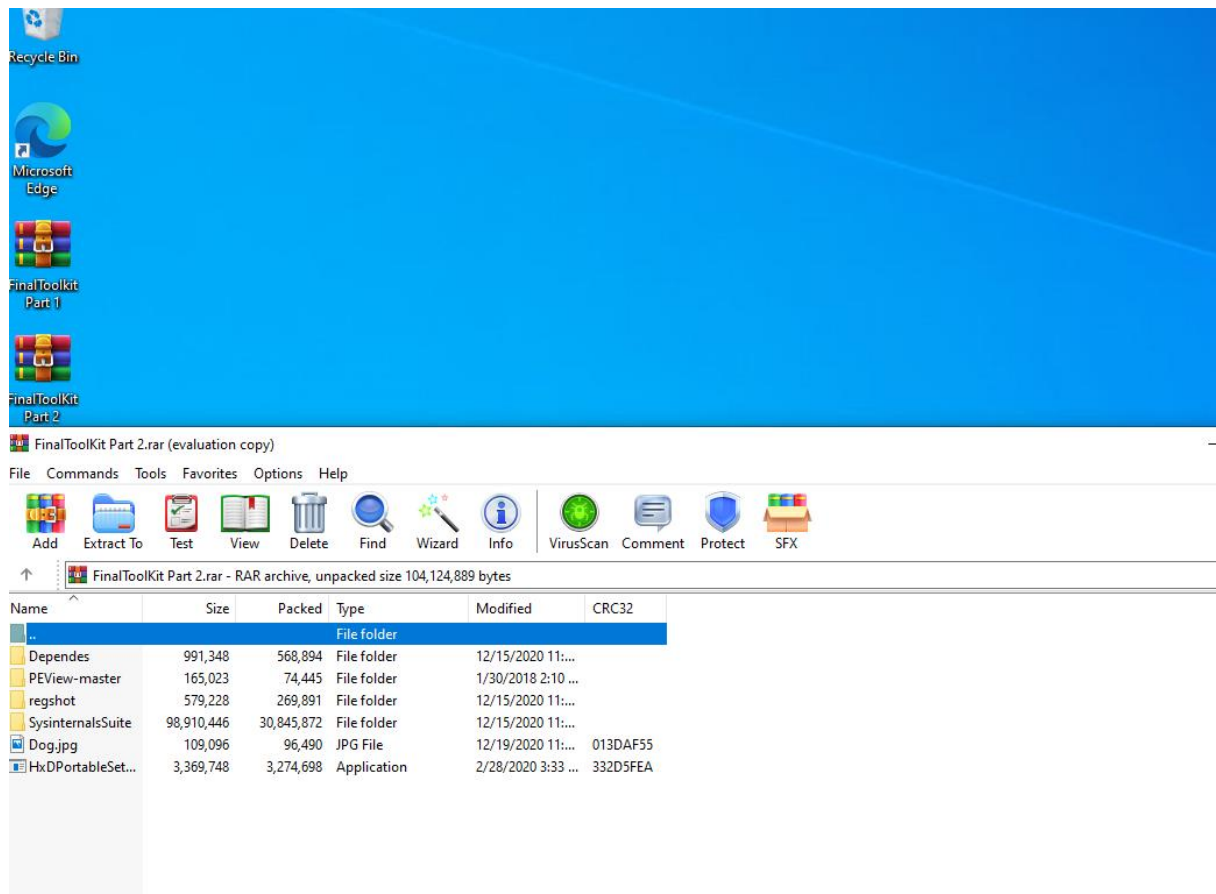 Recycle Bin
Microsoft
Edge
FinalToolkit
Part 1
FinalToolKit
Part 2
FinalToolKit Part 2.rar (evaluation copy)
File Commands Tools Favorites Options Help
Add Extract To Test View Delete Find Wizard Info VirusScan Comment Protect SFX
FinalToolKit Part 2.rar - RAR archive, unpacked size 104,124,889 bytes
Name Size Packed Type Modified CRC32
.. File folder
Dependes 991,348 568,894 File folder 12/15/2020 11:...
PEView-master 165,023 74,445 File folder 1/30/2018 2:10 ...
regshot 579,228 269,891 File folder 12/15/2020 11:...
SysinternalsSuite 98,910,446 30,845,872 File folder 12/15/2020 11:...
Dog.jpg 109,096 96,490 JPG File 12/19/2020 11:... 013DAF55
HxDPortableSet... 3,369,748 3,274,698 Application 2/28/2020 3:33 ... 332D5FEA